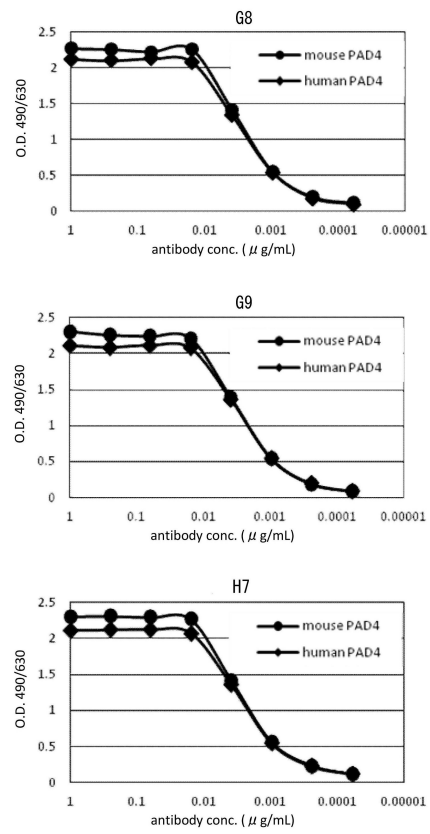 G8
2.5
2
1.5
1
0.5
0
O.D. 490/630
mouse PAD4
human PAD4
1 0.1 0.01 0.001 0.0001 0.00001
antibody conc. ( μ g/mL)
G9
2.5
2
1.5
1
0.5
0
O.D. 490/630
mouse PAD4
human PAD4
1 0.1 0.01 0.001 0.0001 0.00001
antibody conc. ( μ g/mL)
H7
2.5
2
1.5
1
0.5
0
O.D. 490/630
mouse PAD4
human PAD4
1 0.1 0.01 0.001 0.0001 0.00001
antibody conc. ( μ g/mL)